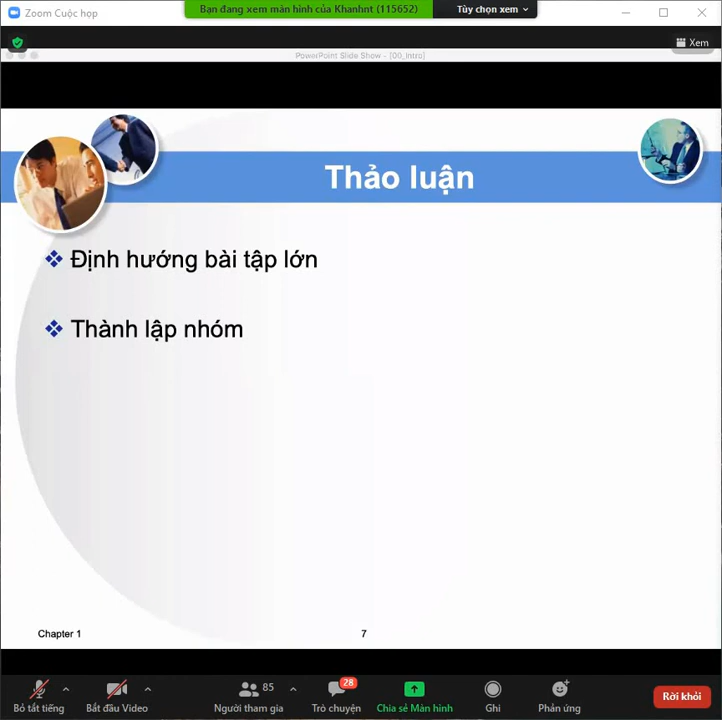 Zoom Cuộc họp
Bạn đang xem màn hình của Khanhnt (115652)
Tùy chọn xem
Xem
PowerPoint Slide Show - [00_Intro]
Thảo luận
Định hướng bài tập lớn
Thành lập nhóm
Chapter 1
7
85
28
Bỏ tắt tiếng
Bắt đầu Video
Người tham gia
Trò chuyện
Chia sẻ Màn hình
Ghi
Phản ứng
Rời khỏi